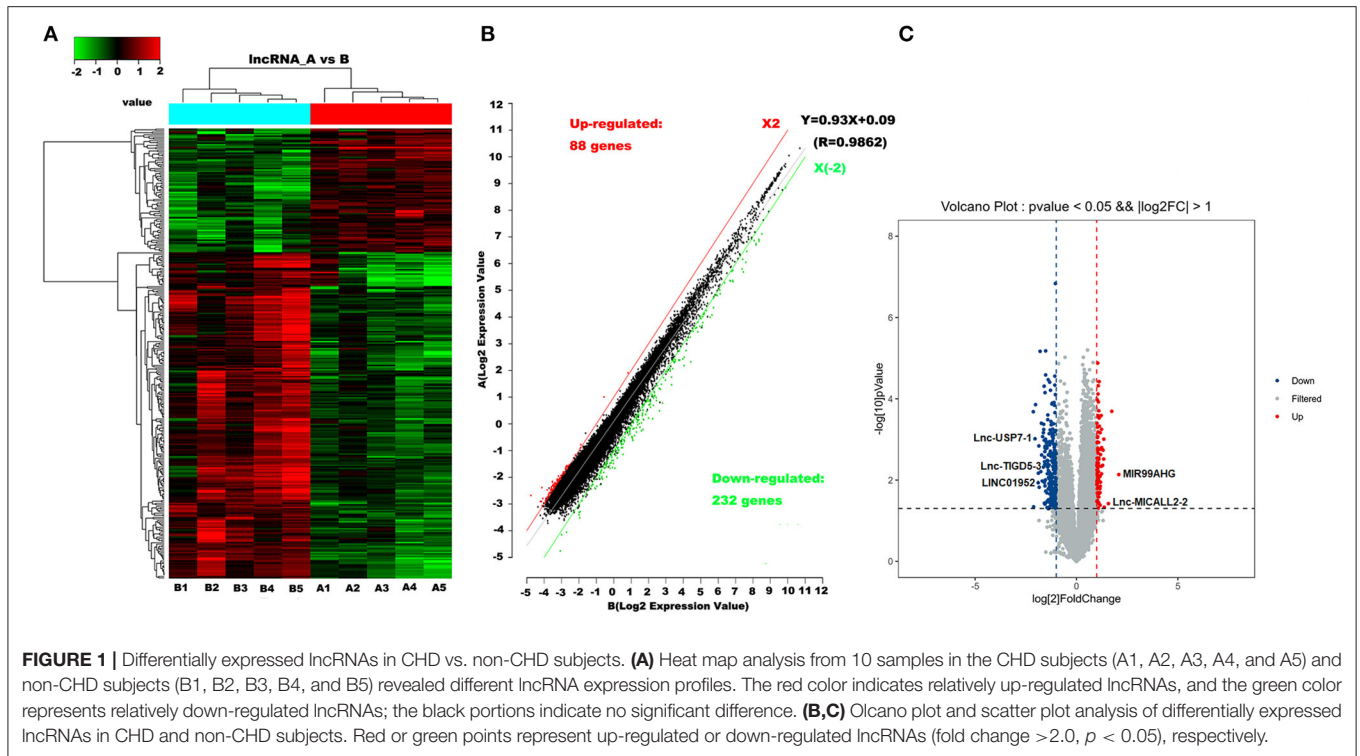 A
-2 -1 0 1 2
value
lncRNA_A vs B
B1 B2 B3 B4 B5 A1 A2 A3 A4 A5
B
12
11
10
9
8
7
6
5
4
3
2
1
0
-1
-2
-3
-4
-5
A(Log2 Expression Value)
Up-regulated:
88 genes
X2
Y=0.93X+0.09
(R=0.9862)
X(-2)
Down-regulated:
232 genes
-5 -4 -3 -2 -1 0 1 2 3 4 5 6 7 8 9 10 11 12
B(Log2 Expression Value)
C
Volcano Plot : pvalue < 0.05 && |log2FC| > 1
8
6
4
2
0
-log[10]pValue
Lnc-USP7-1
Lnc-TIGD5-3
LINC01952
MIR99AHG
Lnc-MICALL2-2
-5 0 5
log[2]FoldChange
Down
Filtered
Up
FIGURE 1 | Differentially expressed lncRNAs in CHD vs. non-CHD subjects. (A) Heat map analysis from 10 samples in the CHD subjects (A1, A2, A3, A4, and A5) and
non-CHD subjects (B1, B2, B3, B4, and B5) revealed different lncRNA expression profiles. The red color indicates relatively up-regulated lncRNAs, and the green color
represents relatively down-regulated lncRNAs; the black portions indicate no significant difference. (B,C) Olcano plot and scatter plot analysis of differentially expressed
lncRNAs in CHD and non-CHD subjects. Red or green points represent up-regulated or down-regulated lncRNAs (fold change >2.0, p < 0.05), respectively.